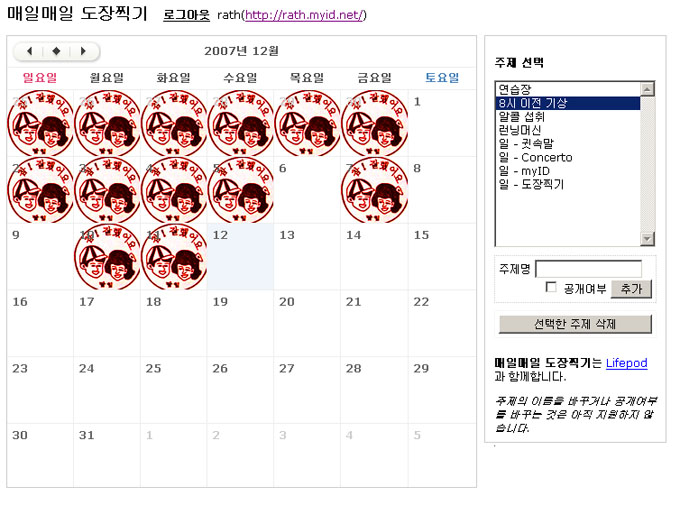 매일매일 도장찍기 로그아웃 rath(http://rath.myid.net/)
2007년 12월
일요일 월요일 화요일 수요일 목요일 금요일 토요일
1
6 8
9 10 11 12 13 14 15
16 17 18 19 20 21 22
23 24 25 26 27 28 29
30 31 1 2 3 4 5
참! 잘했어요
주제 선택
연습장
8시 이전 기상
알콜 섭취
런닝머신
일 - 귓속말
일 - Concerto
일 - myID
일 - 도장찍기
주제명
공개여부 추가
선택한 주제 삭제
매일매일 도장찍기는 Lifepod
과 함께합니다.
주제의 이름을 바꾸거나 공개여부
를 바꾸는 것은 아직 지원하지 않
습니다.